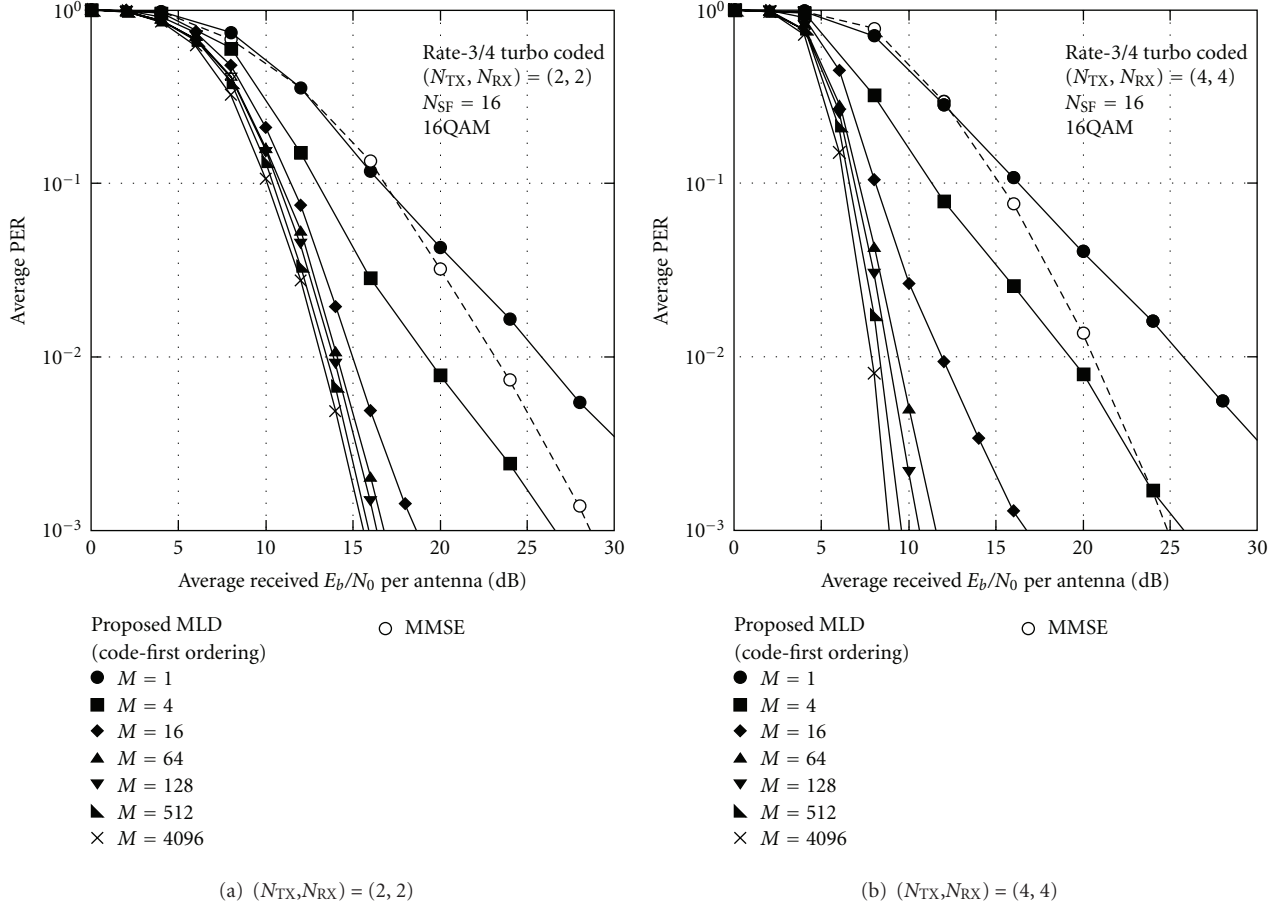 10^0
10^-1
10^-2
10^-3
Average PER
0 5 10 15 20 25 30
Average received E_b/N_0 per antenna (dB)
Rate-3/4 turbo coded
(N_TX, N_RX) = (2, 2)
N_SF = 16
16QAM
Proposed MLD
(code-first ordering)
M = 1
M = 4
M = 16
M = 64
M = 128
M = 512
M = 4096
MMSE
(a) (N_TX,N_RX) = (2, 2)
10^0
10^-1
10^-2
10^-3
Average PER
0 5 10 15 20 25 30
Average received E_b/N_0 per antenna (dB)
Rate-3/4 turbo coded
(N_TX, N_RX) = (4, 4)
N_SF = 16
16QAM
Proposed MLD
(code-first ordering)
M = 1
M = 4
M = 16
M = 64
M = 128
M = 512
M = 4096
MMSE
(b) (N_TX,N_RX) = (4, 4)